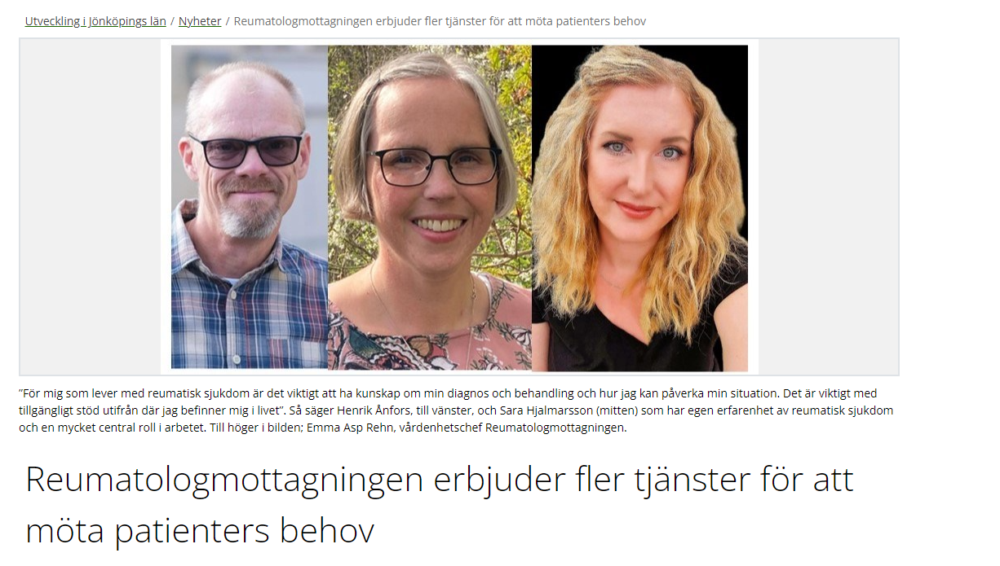 Utveckling i Jönköpings län / Nyheter / Reumatologmottagningen erbjuder fler tjänster för att möta patienters behov
”För mig som lever med reumatisk sjukdom är det viktigt att ha kunskap om min diagnos och behandling och hur jag kan påverka min situation. Det är viktigt med
tillgängligt stöd utifrån där jag befinner mig i livet”. Så säger Henrik Ånfors, till vänster, och Sara Hjalmarsson (mitten) som har egen erfarenhet av reumatisk sjukdom
och en mycket central roll i arbetet. Till höger i bilden; Emma Asp Rehn, vårdenhetschef Reumatologmottagningen.
Reumatologmottagningen erbjuder fler tjänster för att
möta patienters behov